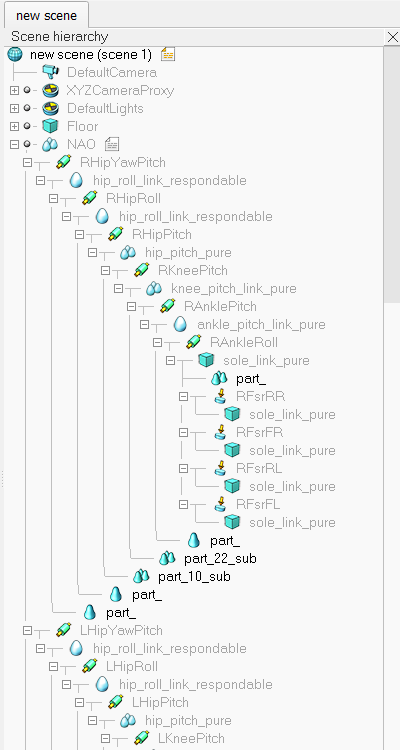 new scene
Scene hierarchy
new scene (scene 1)
DefaultCamera
XYZCameraProxy
DefaultLights
Floor
NAO
RHipYawPitch
hip_roll_link_respondable
RHipRoll
hip_roll_link_respondable
RHipPitch
hip_pitch_pure
RKneePitch
knee_pitch_link_pure
RAnklePitch
ankle_pitch_link_pure
RAnkleRoll
sole_link_pure
part_
RFsrRR
sole_link_pure
RFsrFR
sole_link_pure
RFsrRL
sole_link_pure
RFsrFL
sole_link_pure
part_
part_22_sub
part_10_sub
part_
part_
LHipYawPitch
hip_roll_link_respondable
LHipRoll
hip_roll_link_respondable
LHipPitch
hip_pitch_pure
LKneePitch